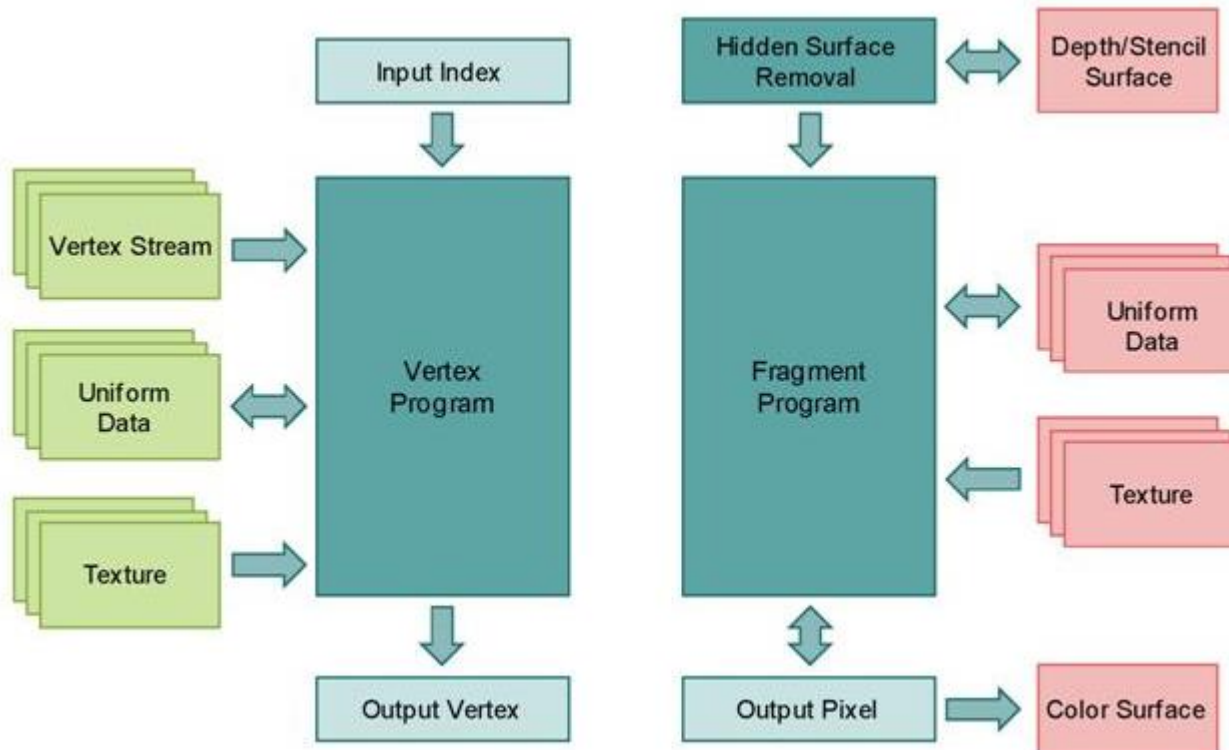 Input Index
Hidden Surface
Removal
Depth/Stencil
Surface
Vertex Stream
Uniform
Data
Texture
Vertex
Program
Fragment
Program
Uniform
Data
Texture
Output Vertex
Output Pixel
Color Surface